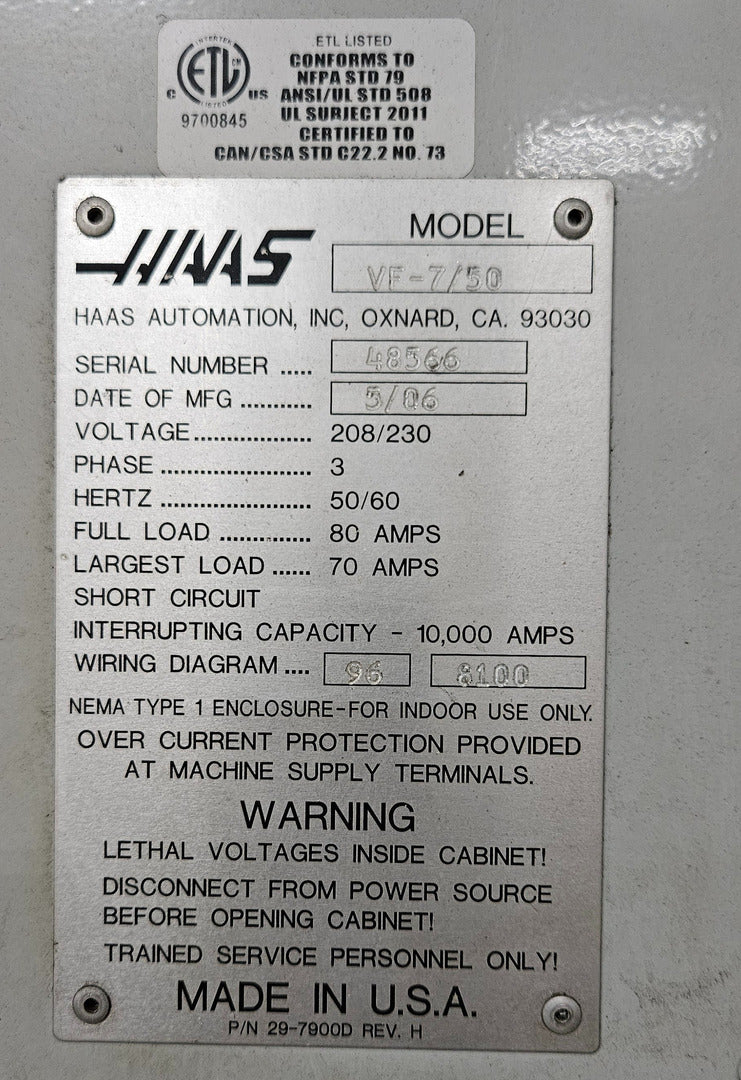 ETL LISTED
CONFORMS TO
NFPA STD 79
ANSI/UL STD 508
UL SUBJECT 2011
CERTIFIED TO
CAN/CSA STD C22.2 NO. 73
INTERTEK
ETL CM
LISTED
C US
9700845
HAAS
MODEL
VF-7/50
HAAS AUTOMATION, INC, OXNARD, CA. 93030
SERIAL NUMBER ..... 48566
DATE OF MFG ........... 5/06
VOLTAGE.................. 208/230
PHASE ....................... 3
HERTZ ....................... 50/60
FULL LOAD .............. 80 AMPS
LARGEST LOAD ...... 70 AMPS
SHORT CIRCUIT
INTERRUPTING CAPACITY - 10,000 AMPS
WIRING DIAGRAM .... 96 8100
NEMA TYPE 1 ENCLOSURE-FOR INDOOR USE ONLY.
OVER CURRENT PROTECTION PROVIDED
AT MACHINE SUPPLY TERMINALS.
WARNING
LETHAL VOLTAGES INSIDE CABINET!
DISCONNECT FROM POWER SOURCE
BEFORE OPENING CABINET!
TRAINED SERVICE PERSONNEL ONLY!
MADE IN U.S.A.
P/N 29-7900D REV. H